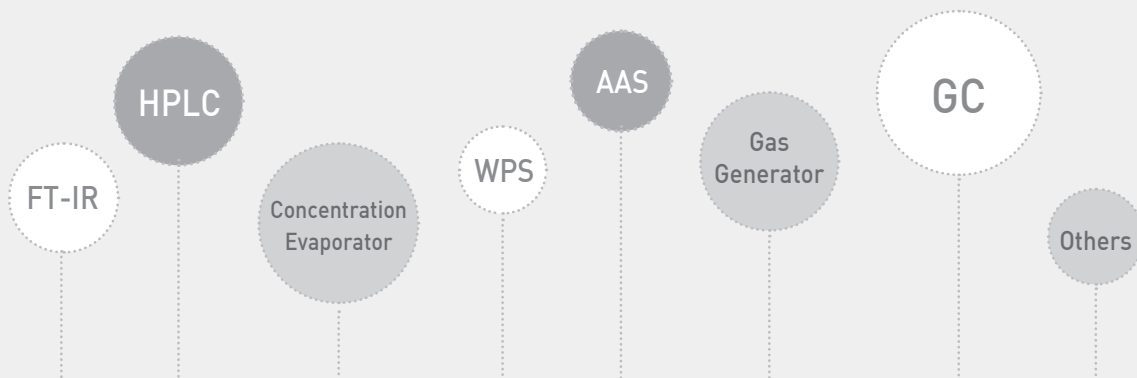 FT-IR
HPLC
Concentration
Evaporator
WPS
AAS
Gas
Generator
GC
Others